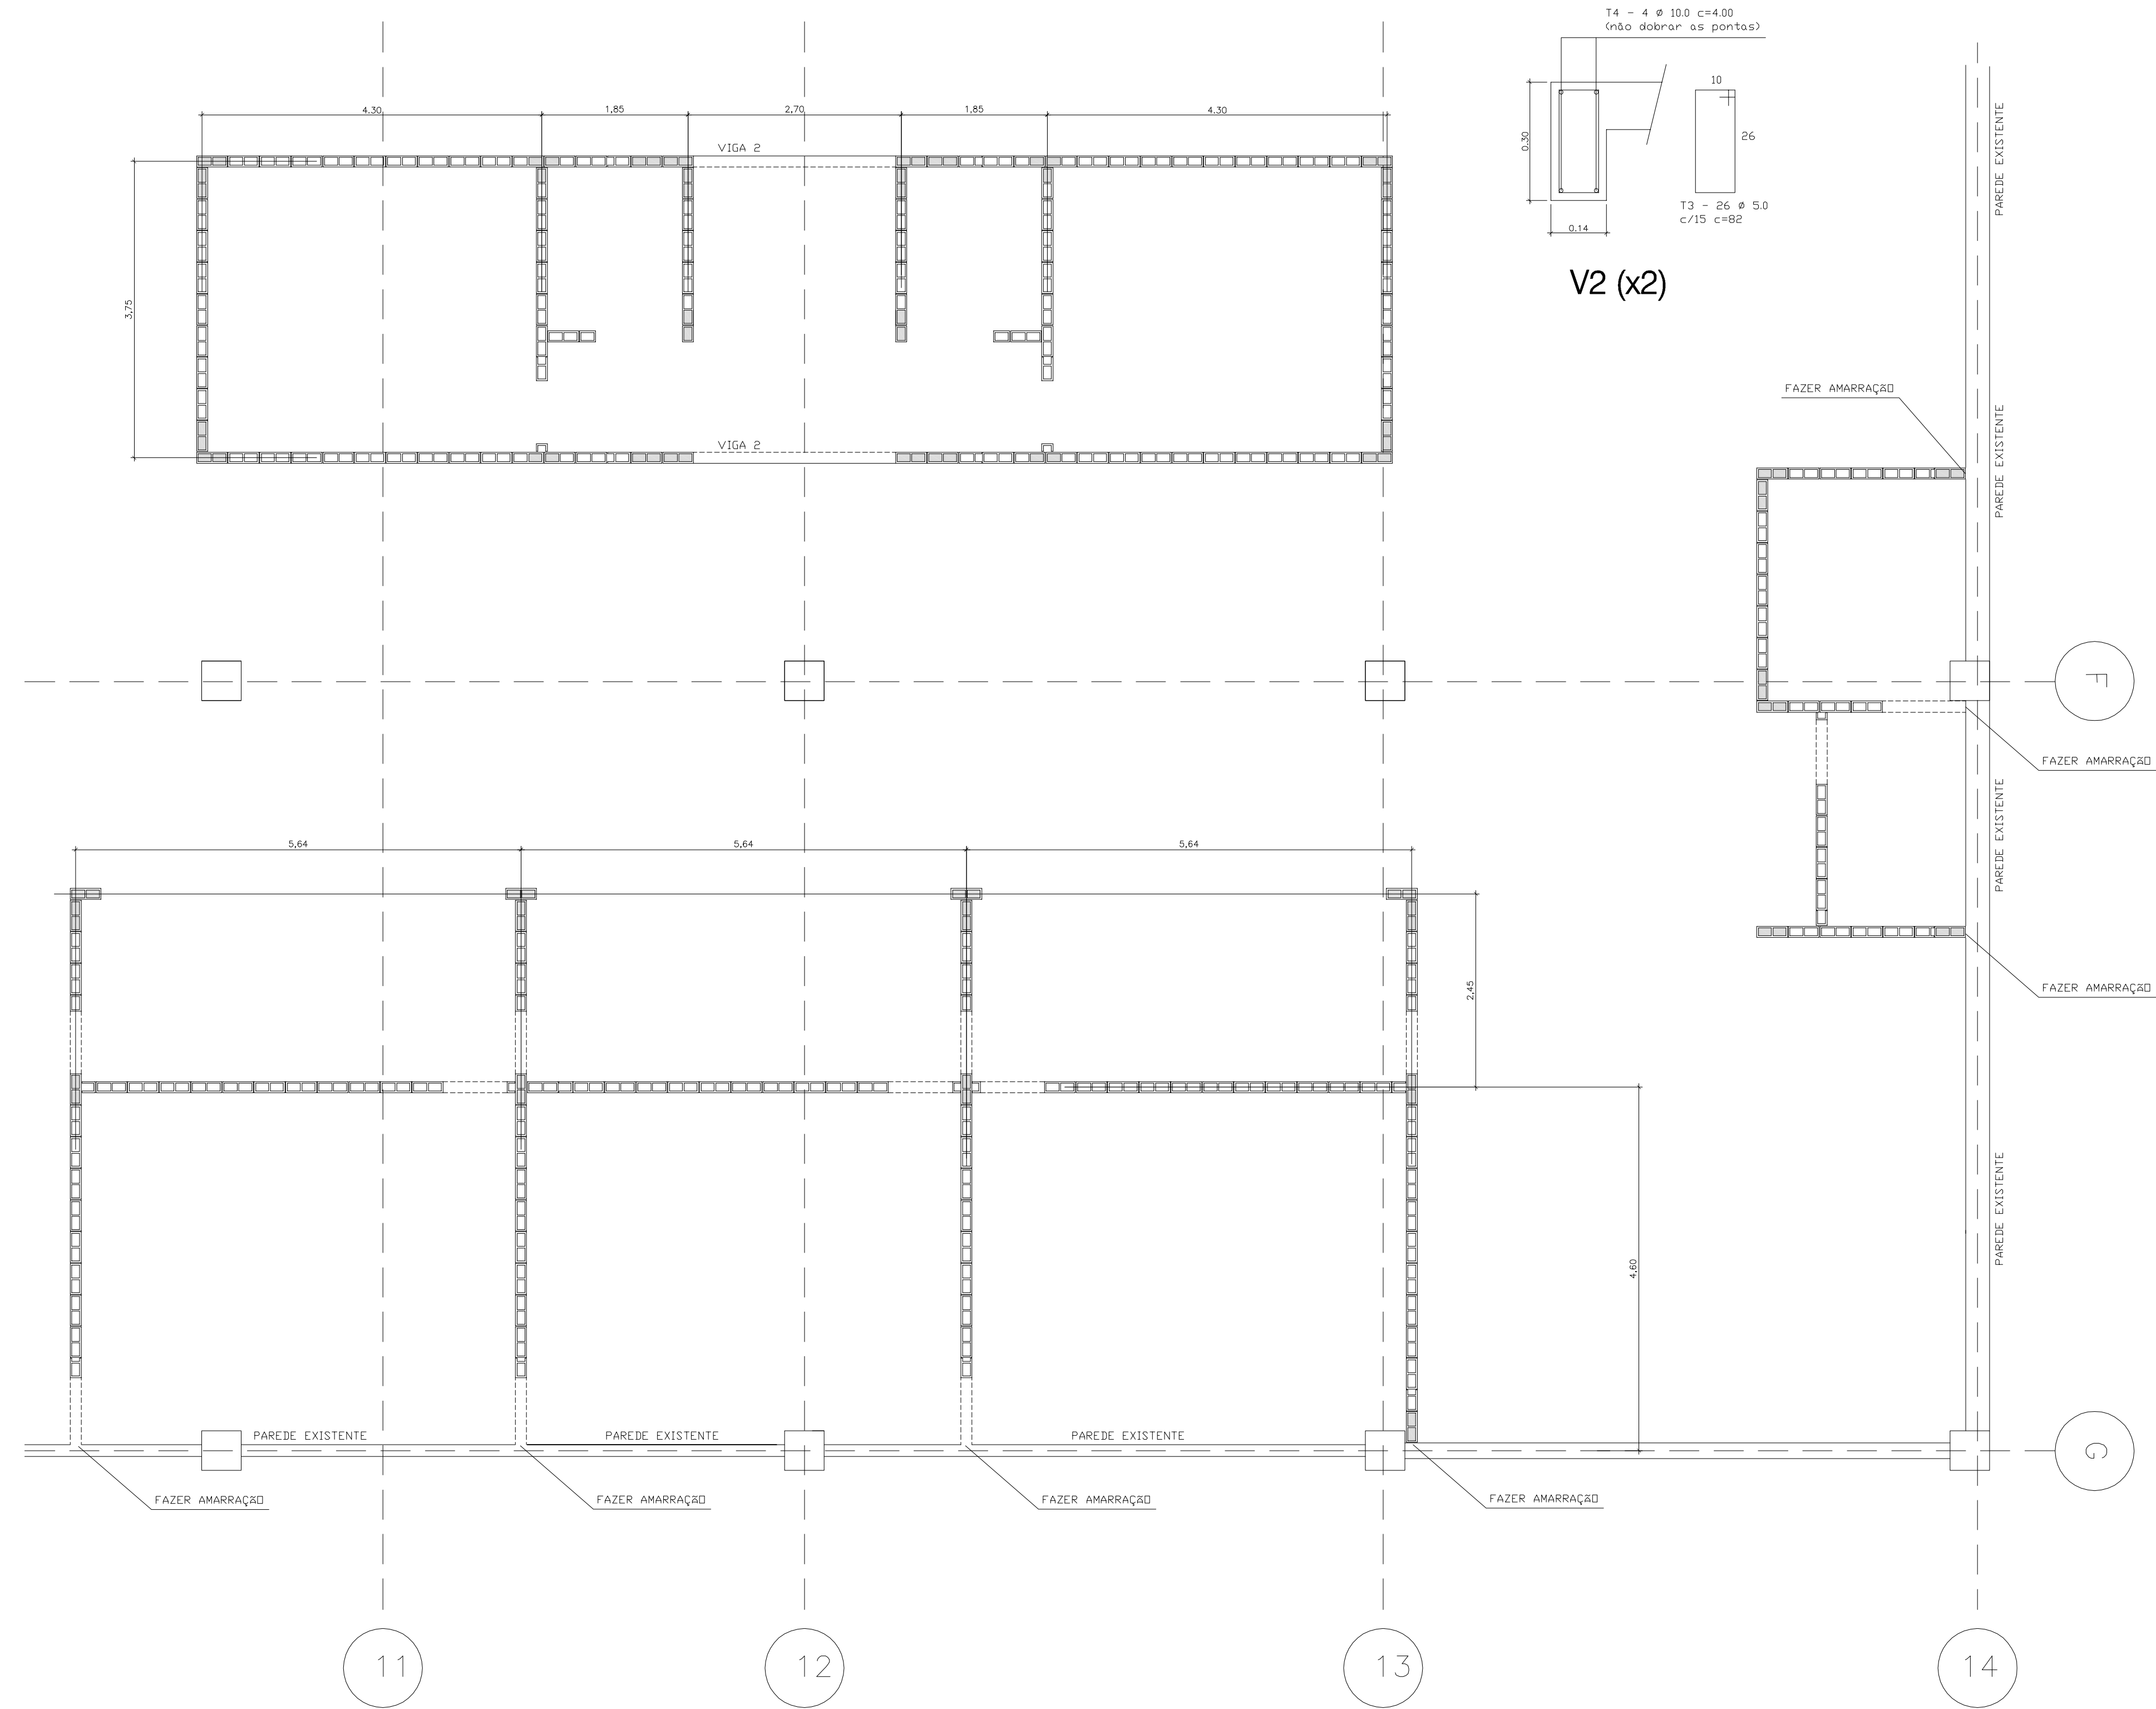 T4 - 4 ø 10.0 c=4.00
(não dobrar as pontas)
10
0.30
26
T3 - 26 ø 5.0
c/15 c=82
0.14
V2 (x2)
4.30
1,85
2,70
1,85
4.30
VIGA 2
3,75
VIGA 2
PAREDE EXISTENTE
PAREDE EXISTENTE
FAZER AMARRAÇÃO
F
FAZER AMARRAÇÃO
PAREDE EXISTENTE
5,64
5,64
5,64
2,45
FAZER AMARRAÇÃO
4,60
PAREDE EXISTENTE
PAREDE EXISTENTE
PAREDE EXISTENTE
PAREDE EXISTENTE
G
FAZER AMARRAÇÃO
FAZER AMARRAÇÃO
FAZER AMARRAÇÃO
FAZER AMARRAÇÃO
11
12
13
14